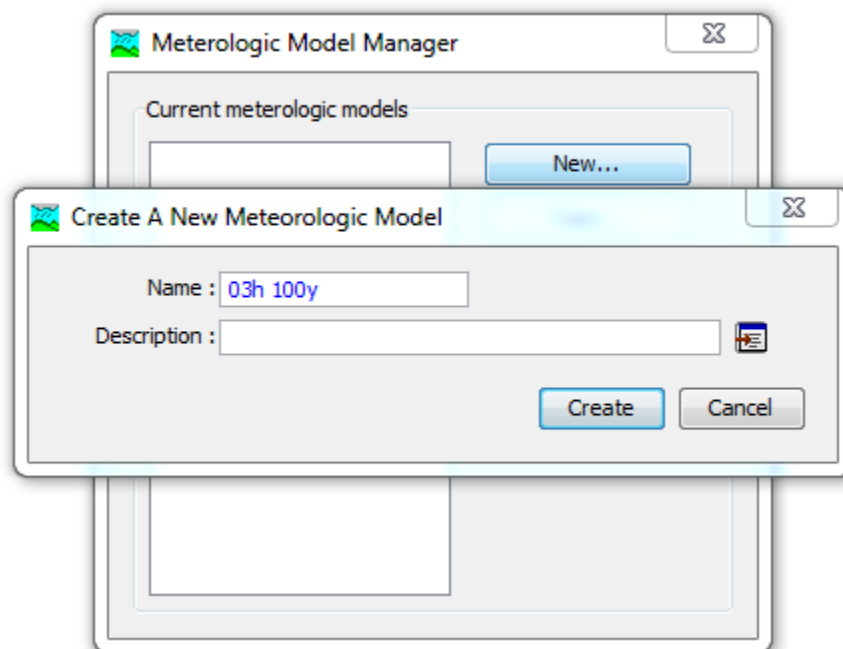 Meterologic Model Manager
Current meterologic models
New...
Create A New Meteorologic Model
Name : 03h 100y
Description :
Create Cancel